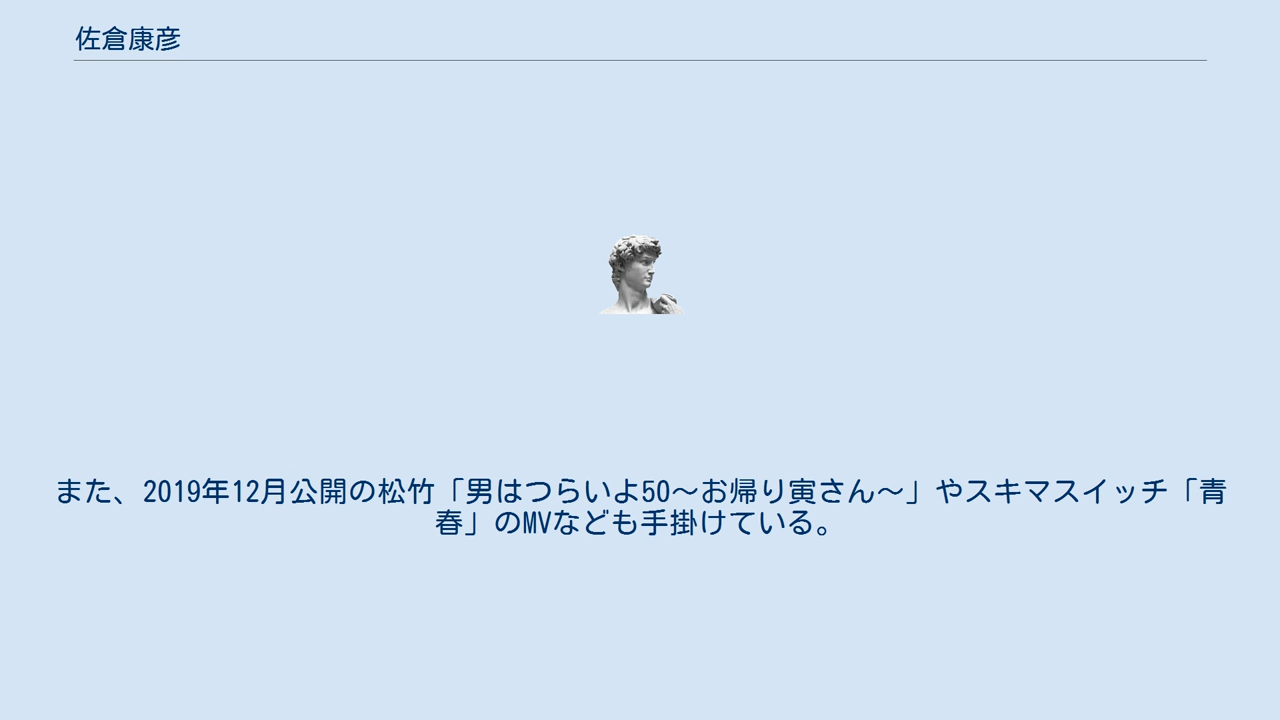 佐倉康彦
また、2019年12月公開の松竹「男はつらいよ50〜お帰り寅さん〜」やスキマスイッチ「青
春」のMVなども手掛けている。